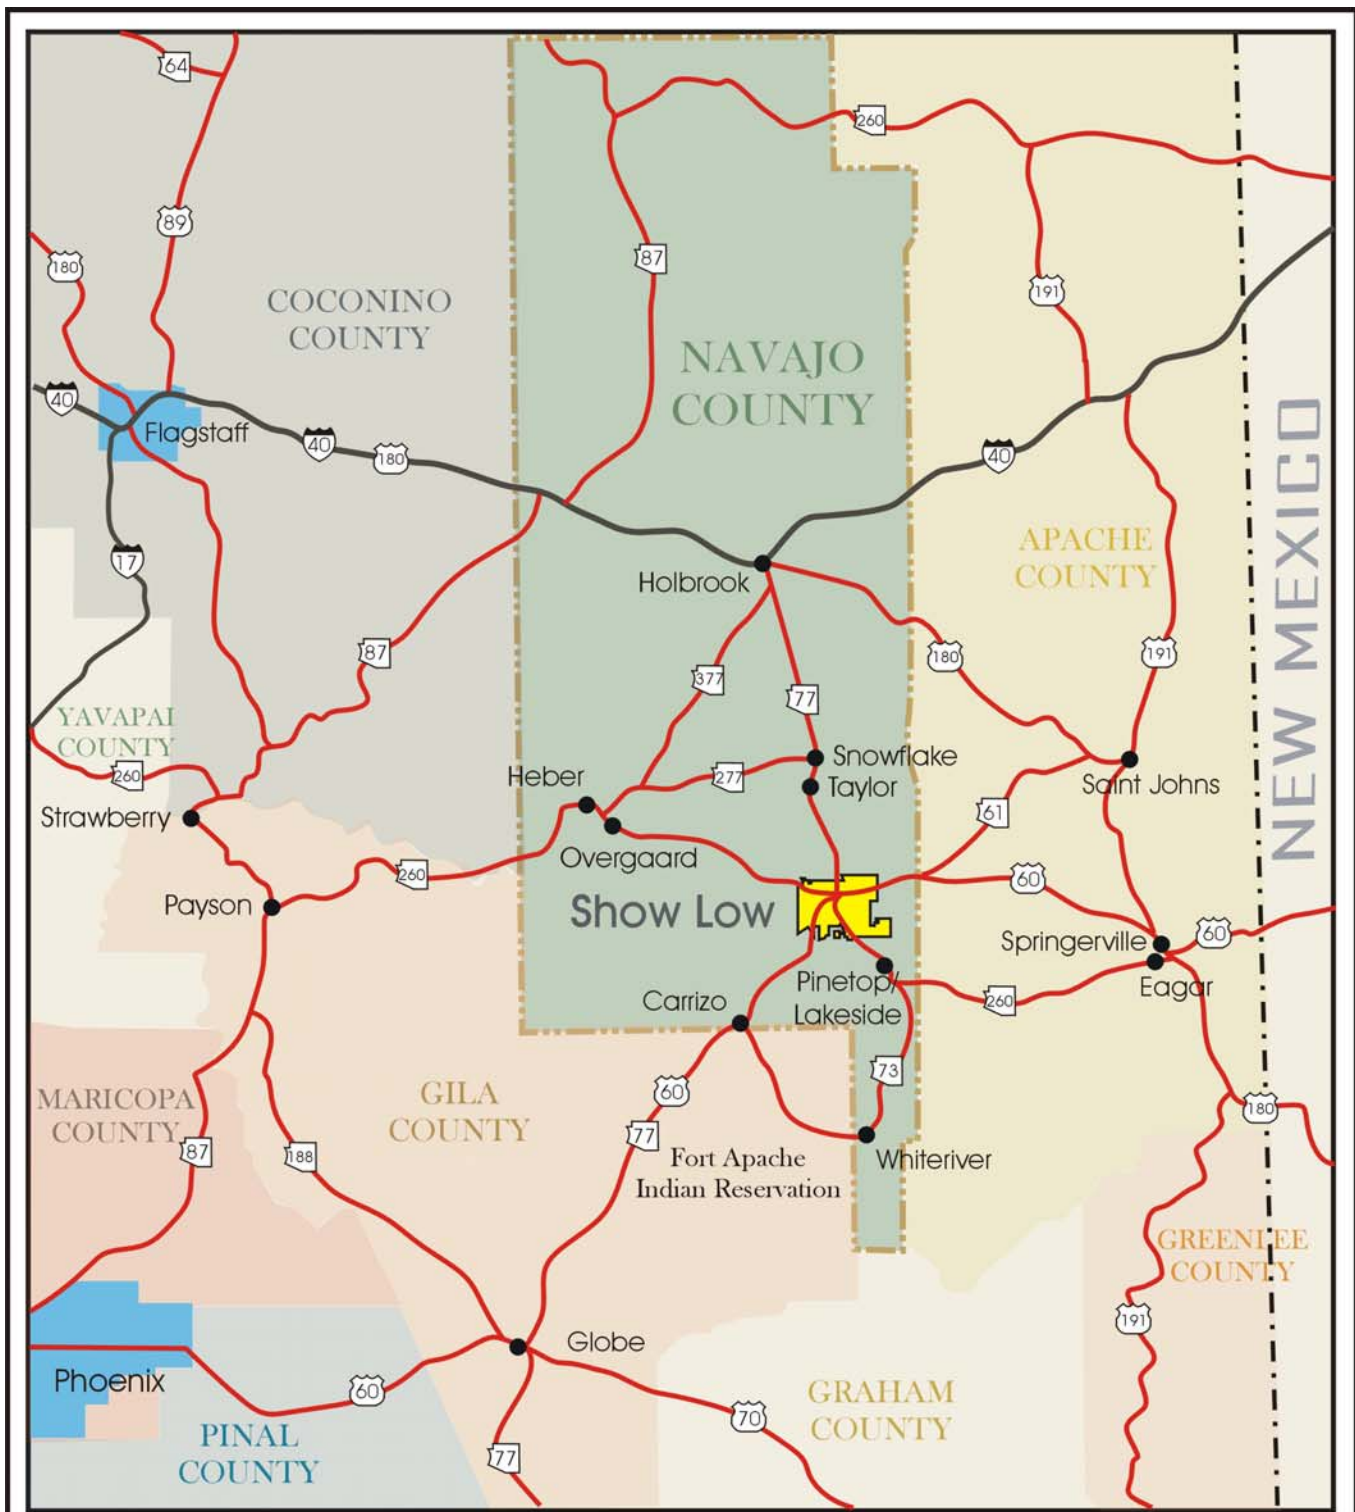 64
260
89
87
180
191
COCONINO
COUNTY
NAVAJO
COUNTY
40
Flagstaff
40
180
40
NEW MEXICO
17
APACHE
COUNTY
Holbrook
87
377
180
191
77
YAVAPAI
COUNTY
260
Heber
277
Snowflake
Taylor
Saint Johns
Strawberry
61
Overgaard
260
60
Payson
Show Low
Springerville
60
Pinetop/
Lakeside
Eagar
Carrizo
260
73
MARICOPA
COUNTY
GILA
COUNTY
60
180
87
188
77
Fort Apache
Indian Reservation
Whiteriver
GREENLEE
COUNTY
191
Globe
Phoenix
60
GRAHAM
COUNTY
70
PINAL
COUNTY
77